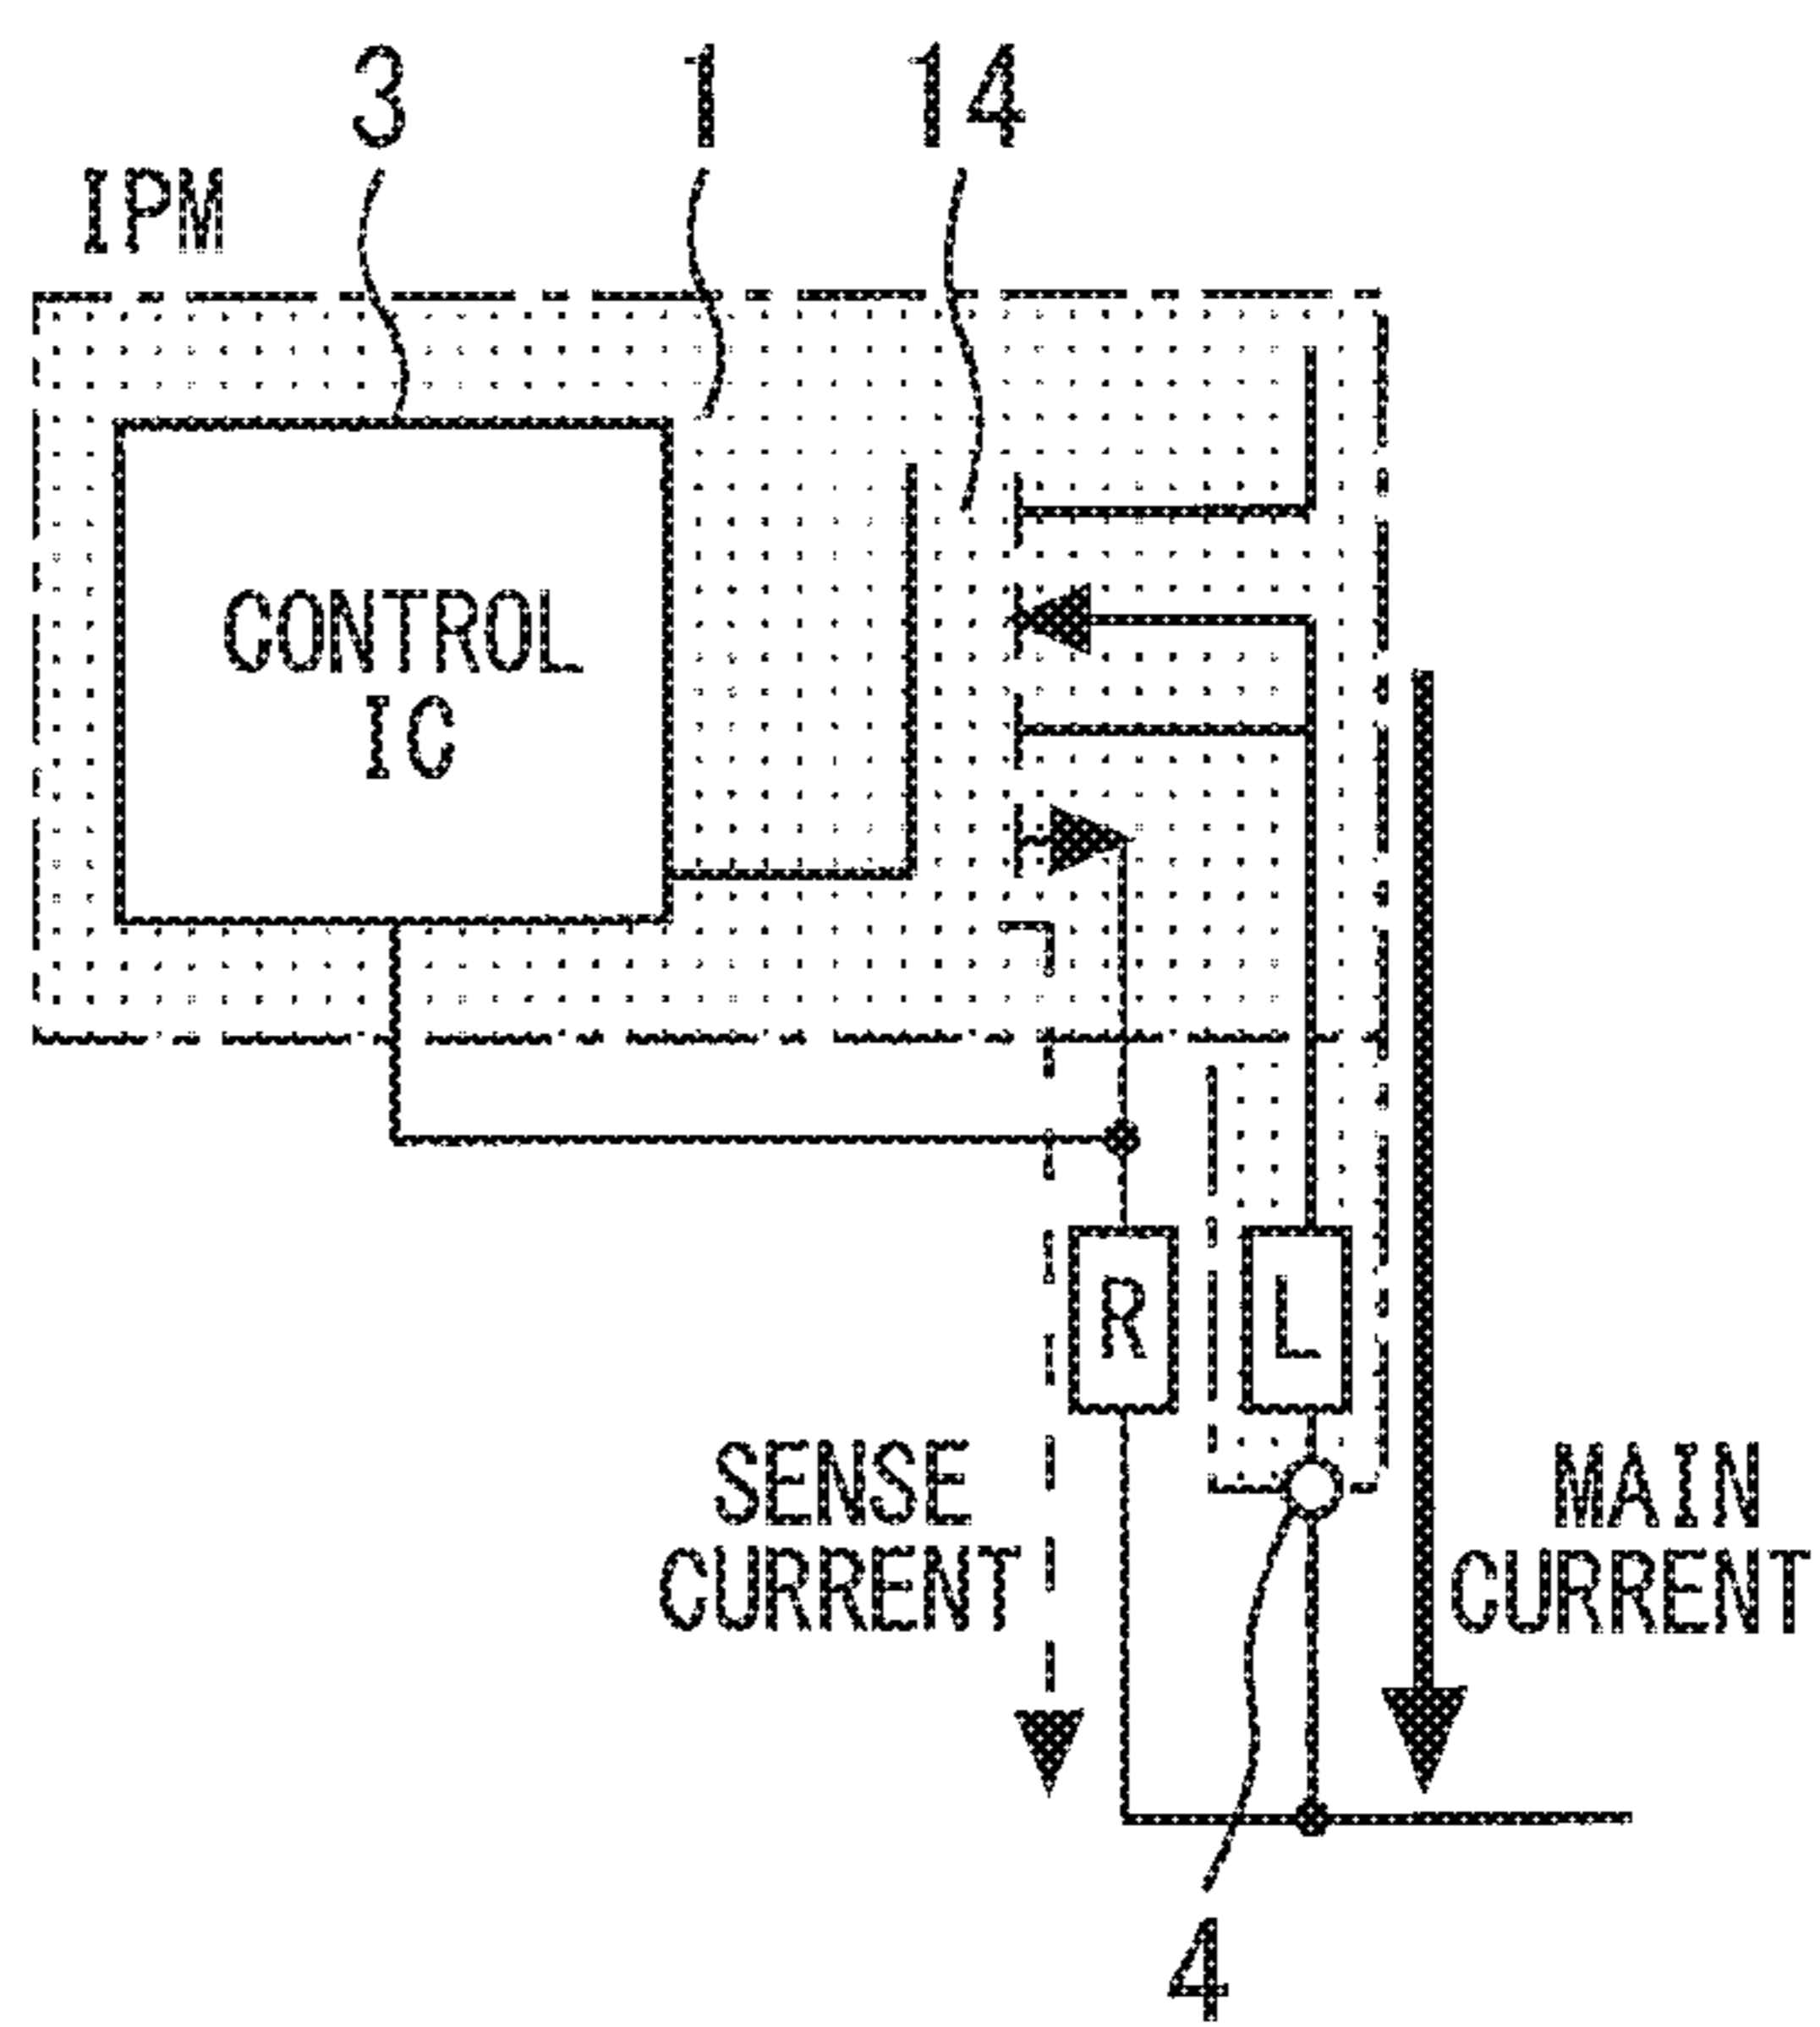 3
1
14
IPM
CONTROL
IC
R
L
SENSE
CURRENT
MAIN
CURRENT
4